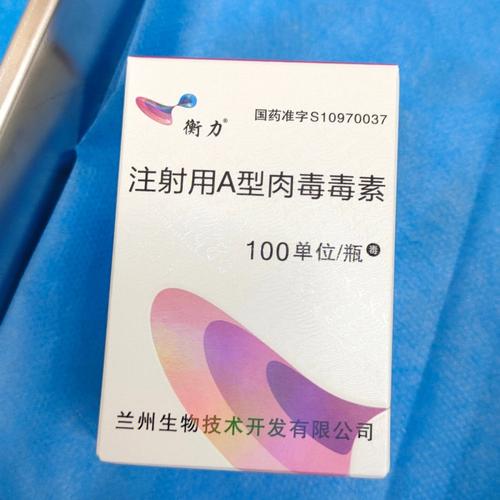 衡力®
国药准字S10970037
注射用A型肉毒毒素
100单位/瓶 毒
兰州生物技术开发有限公司